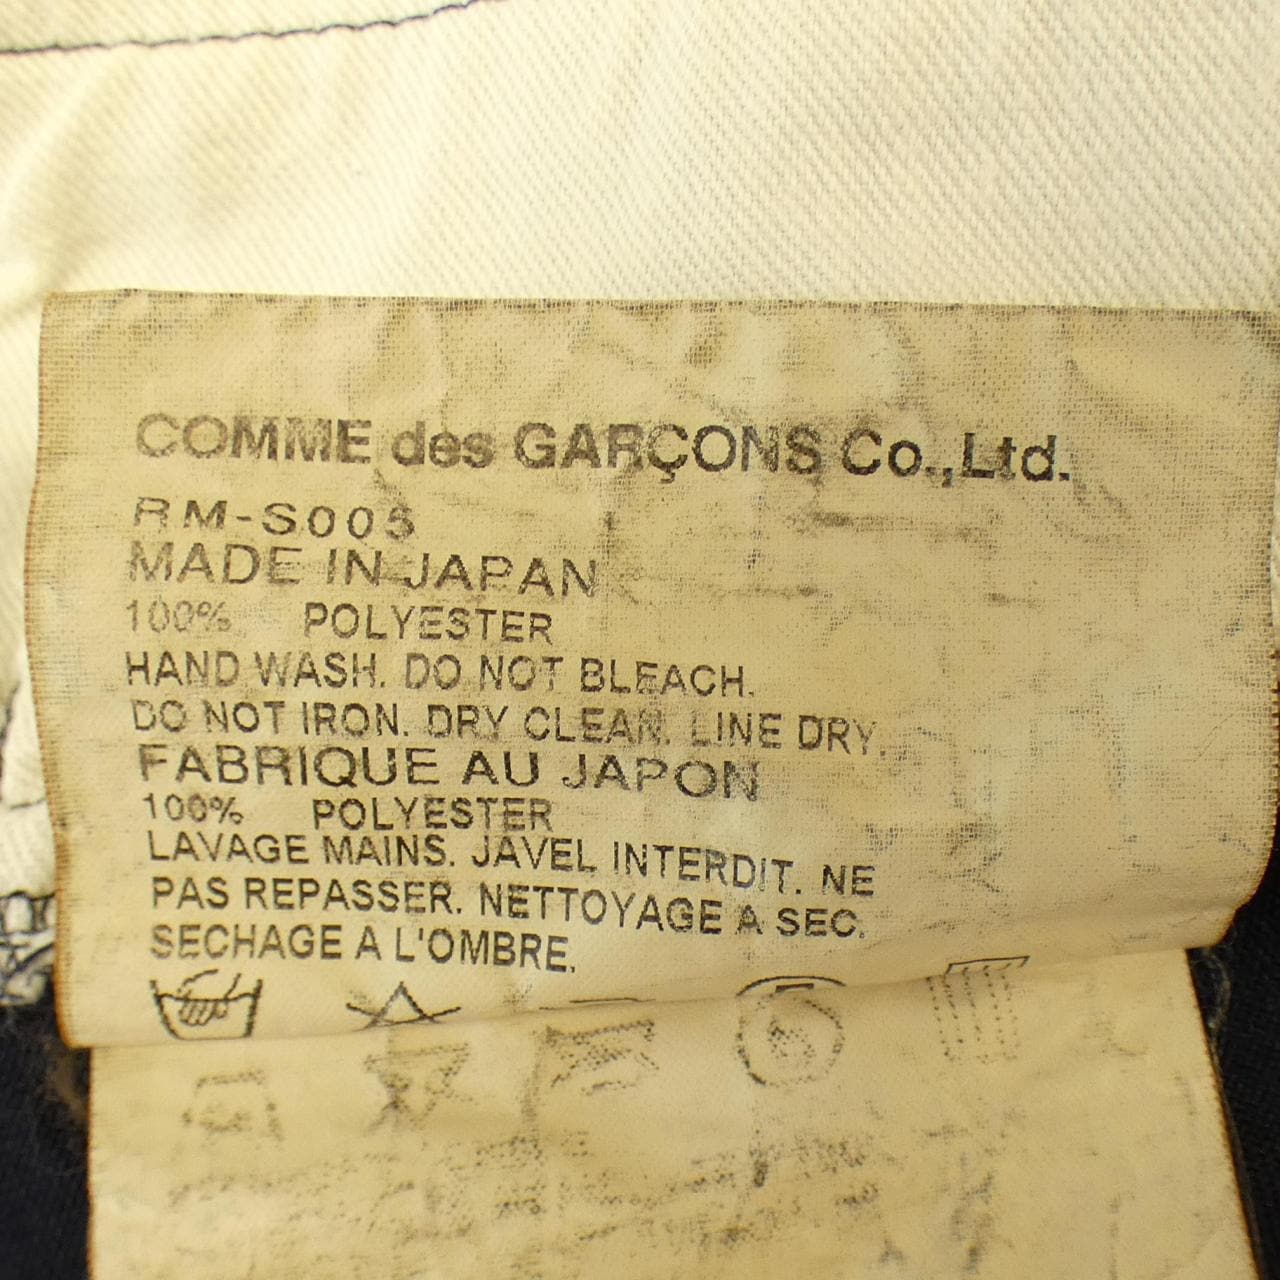 COMME des GARÇONS Co.,Ltd.
RM-S005
MADE IN JAPAN
100% POLYESTER
HAND WASH. DO NOT BLEACH.
DO NOT IRON. DRY CLEAN. LINE DRY.
FABRIQUE AU JAPON
100% POLYESTER
LAVAGE MAINS. JAVEL INTERDIT. NE
PAS REPASSER. NETTOYAGE A SEC.
SECHAGE A L'OMBRE.